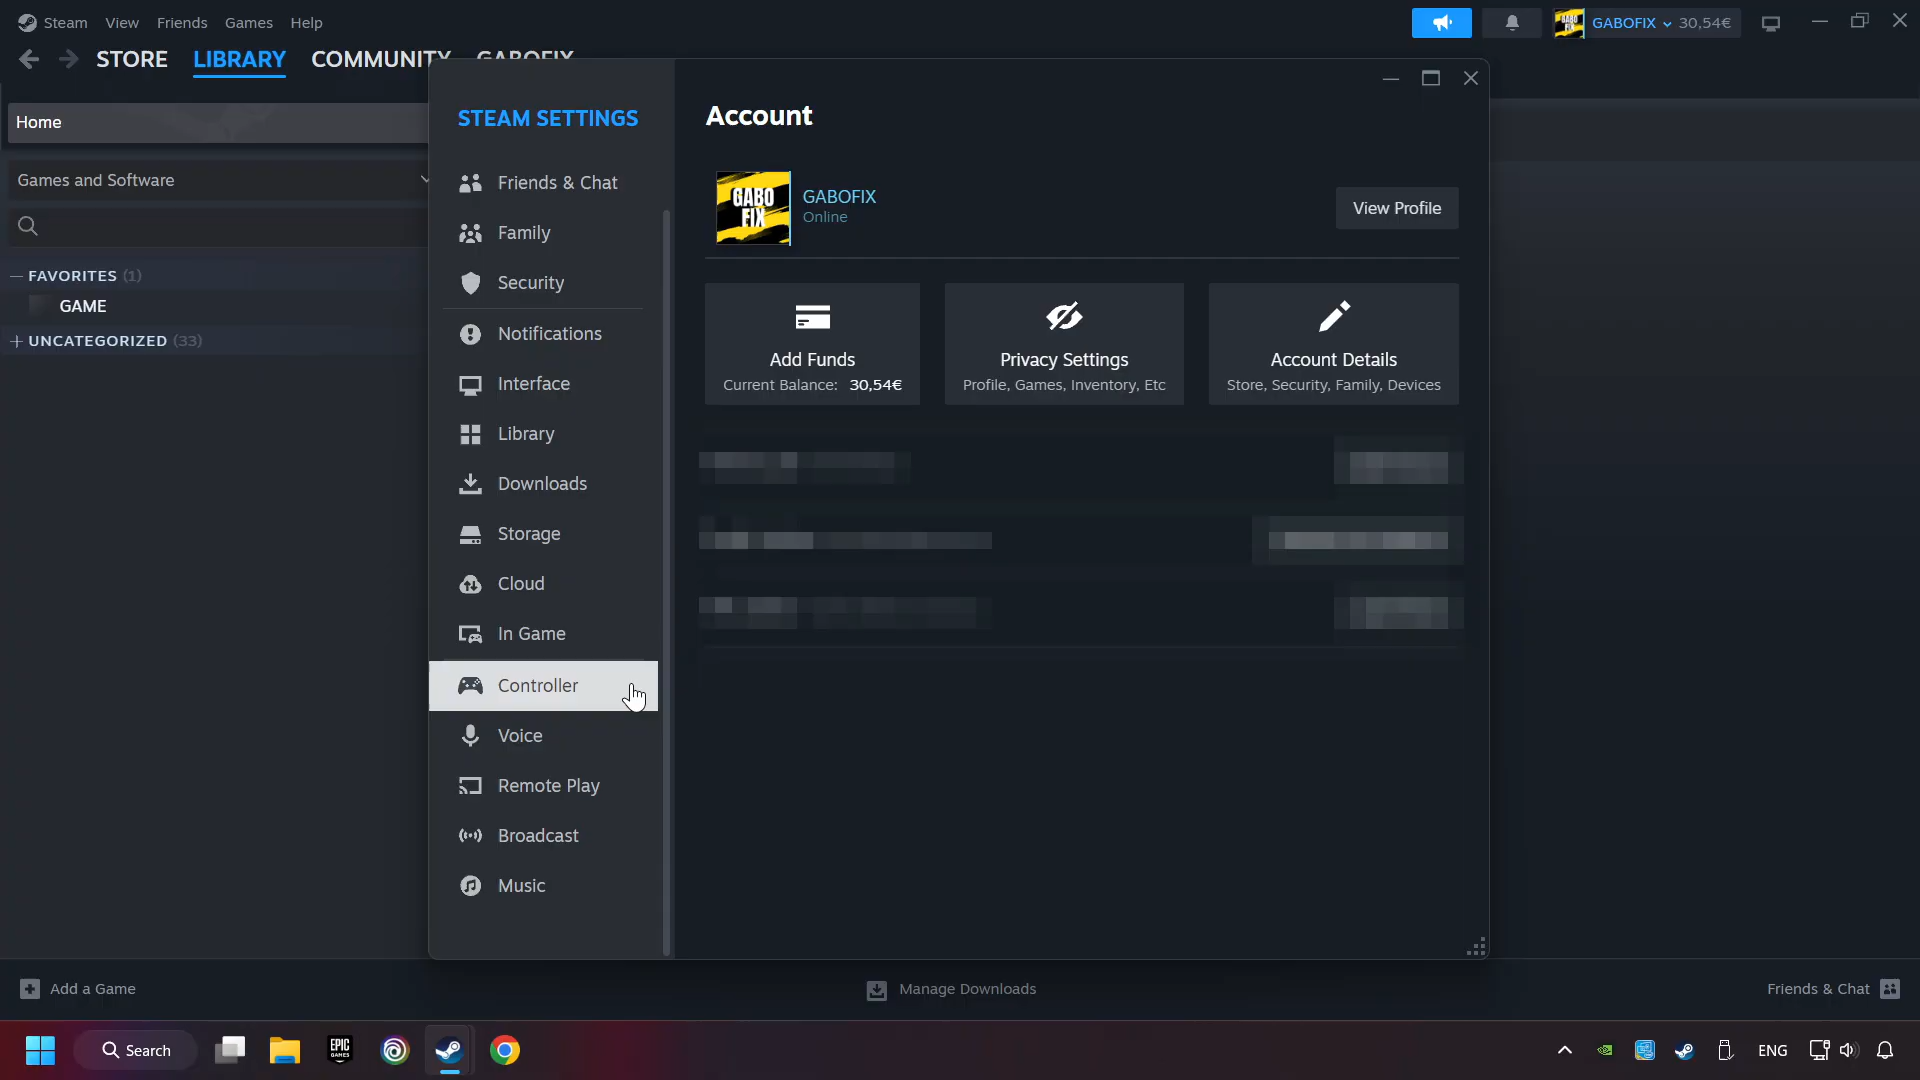 Steam View Friends Games Help
GABOFIX 30,54€
STORE LIBRARY COMMUNITY GABOFIX
Home
Games and Software
FAVORITES (1)
GAME
UNCATEGORIZED (33)
STEAM SETTINGS
Friends & Chat
Family
Security
Notifications
Interface
Library
Downloads
Storage
Cloud
In Game
Controller
Voice
Remote Play
Broadcast
Music
Account
GABO
FIX
GABOFIX
Online
View Profile
Add Funds
Current Balance: 30,54€
Privacy Settings
Profile, Games, Inventory, Etc
Account Details
Store, Security, Family, Devices
Add a Game
Manage Downloads
Friends & Chat
Search
EPIC
GAMES
ENG